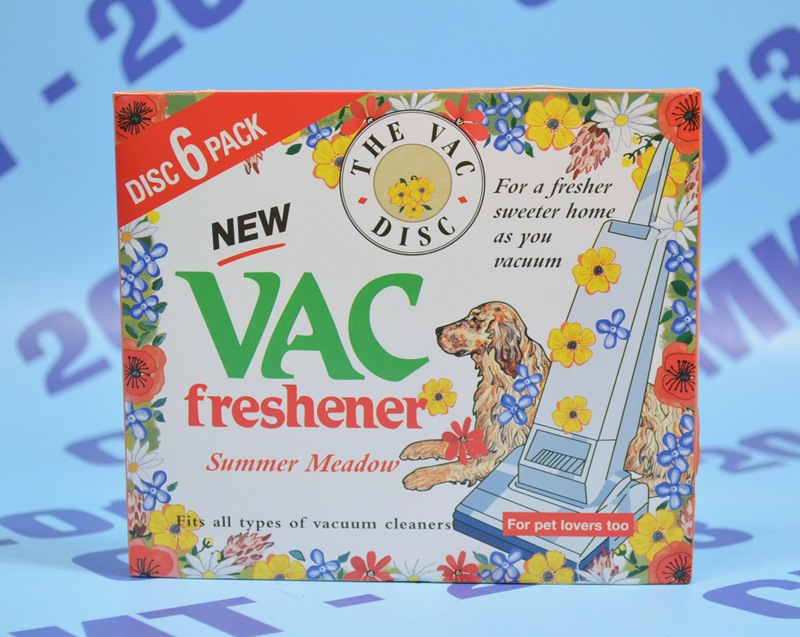 DISC 6 PACK
THE VAC
DISC
NEW
VAC
freshener
Summer Meadow
For a fresher
sweeter home
as you
vacuum
Fits all types of vacuum cleaners
For pet lovers too
2013